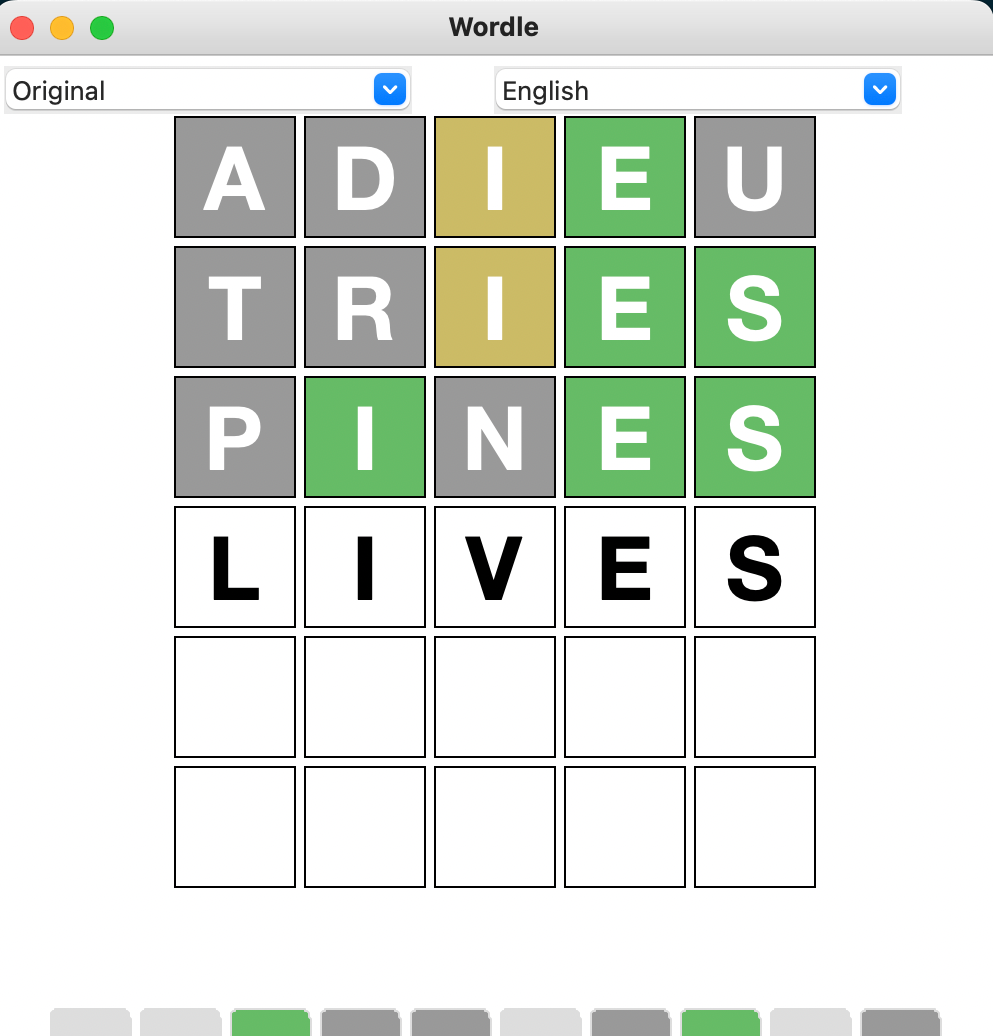 Wordle
Original English
A D I E U
T R I E S
P I N E S
L I V E S